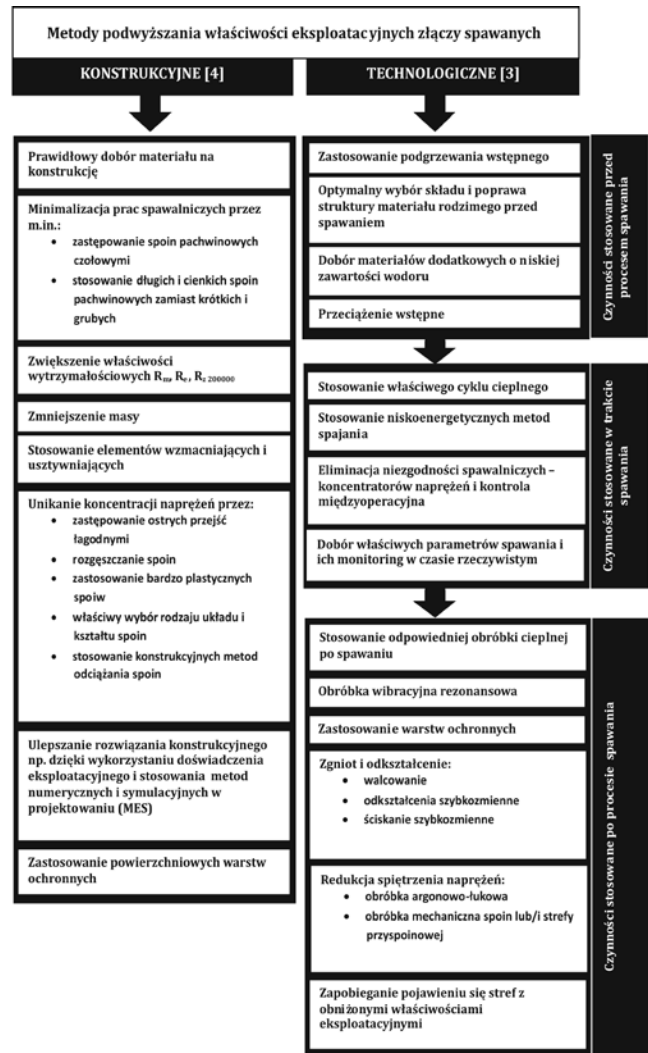 Metody podwyższania właściwości eksploatacyjnych złączy spawanych
KONSTRUKCYJNE [4]
Prawidłowy dobór materiału na
konstrukcję
Minimalizacja prac spawalniczych przez
m.in.:
• zastępowanie spoin pachwinowych
czołowymi
• stosowanie długich i cienkich spoin
pachwinowych zamiast krótkich i
grubych
Zwiększenie właściwości
wytrzymałościowych Rm, Re, Rz 200000
Zmniejszenie masy
Stosowanie elementów wzmacniających i
usztywniających
Unikanie koncentracji naprężeń przez:
• zastępowanie ostrych przejść
łagodnymi
• rozgęszczanie spoin
• zastosowanie bardzo plastycznych
spoiw
• właściwy wybór rodzaju układu i
kształtu spoin
• stosowanie konstrukcyjnych metod
odciążania spoin
Ulepszanie rozwiązania konstrukcyjnego
np. dzięki wykorzystaniu doświadczenia
eksploatacyjnego i stosowania metod
numerycznych i symulacyjnych w
projektowaniu (MES)
Zastosowanie powierzchniowych warstw
ochronnych
TECHNOLOGICZNE [3]
Zastosowanie podgrzewania wstępnego
Optymalny wybór składu i poprawa
struktury materiału rodzimego przed
spawaniem
Dobór materiałów dodatkowych o niskiej
zawartości wodoru
Przeciążenie wstępne
Czynności stosowane przed
procesem spawania
Stosowanie właściwego cyklu cieplnego
Stosowanie niskoenergetycznych metod
spajania
Eliminacja niezgodności spawalniczych –
koncentratorów naprężeń i kontrola
międzyoperacyjna
Dobór właściwych parametrów spawania i
ich monitoring w czasie rzeczywistym
Czynności stosowane w trakcie
spawania
Stosowanie odpowiedniej obróbki cieplnej
po spawaniu
Obróbka wibracyjna rezonansowa
Zastosowanie warstw ochronnych
Zgniot i odkształcenie:
• walcowanie
• odkształcenia szybkozmienne
• ściskanie szybkozmienne
Redukcja spiętrzenia naprężeń:
• obróbka argonowo-łukowa
• obróbka mechaniczna spoin lub/i strefy
przyspoinowej
Zapobieganie pojawieniu się stref z
obniżonymi właściwościami
eksploatacyjnymi
Czynności stosowane po procesie spawania